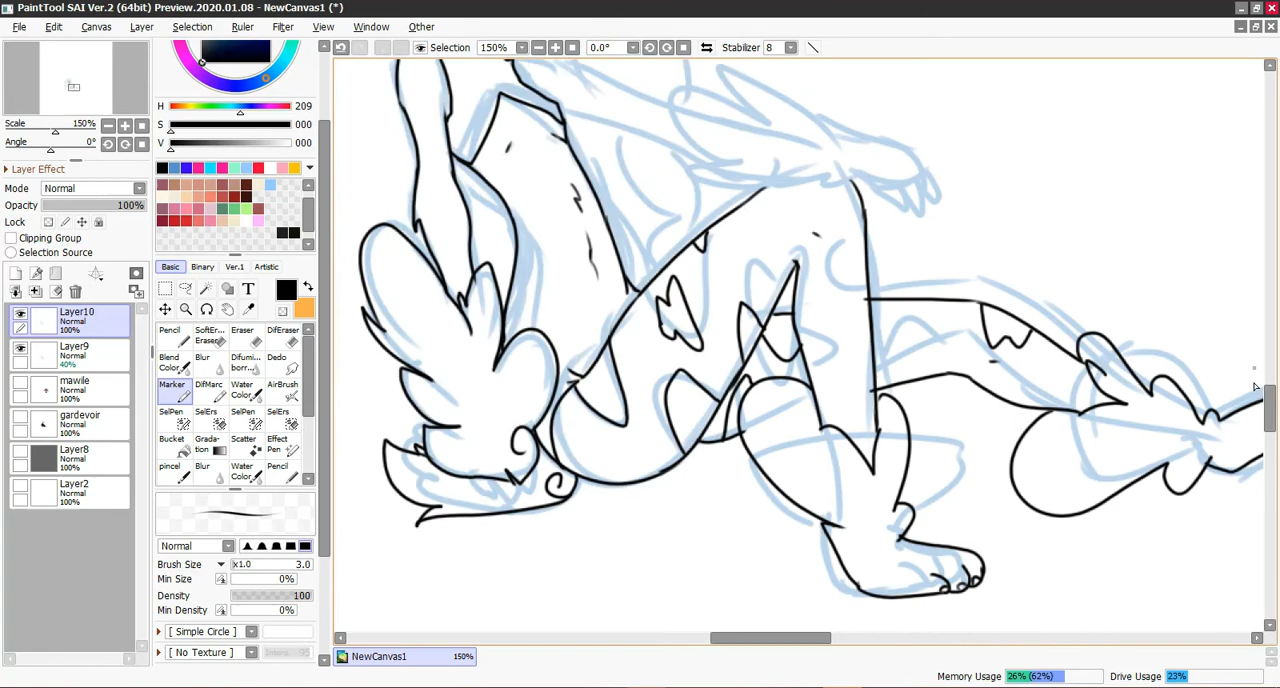 PaintTool SAI Ver.2 (64bit) Preview.2020.01.08 - NewCanvas1 (*)
File Edit Canvas Layer Selection Ruler Filter View Window Other
Selection 150% 0.0° Stabilizer 8
Scale 150%
Angle 0°
Layer Effect
Mode Normal
Opacity 100%
Lock
Clipping Group
Selection Source
Layer10
Normal
100%
Layer9
Normal
40%
mawile
Normal
100%
gardevoir
Normal
100%
Layer8
Normal
100%
Layer2
Normal
100%
H 209
S 000
V 000
Basic Binary Ver.1 Artistic
T
Pencil SoftEr... Eraser DifEraser
Eraser
Blend Blur Difumi... Dedo
Color borr...
Marker DifMarc Water AirBrush
Color
SelPen SelErs SelPen SelErs
Bucket Grada- Scatter Effect
tion Pen
pincel Blur Water Pencil
Color
Normal
Brush Size x1.0 3.0
Min Size 0%
Density 100
Min Density 0%
[ Simple Circle ]
[ No Texture ]
NewCanvas1 150%
Memory Usage 26% (62%) Drive Usage 23%